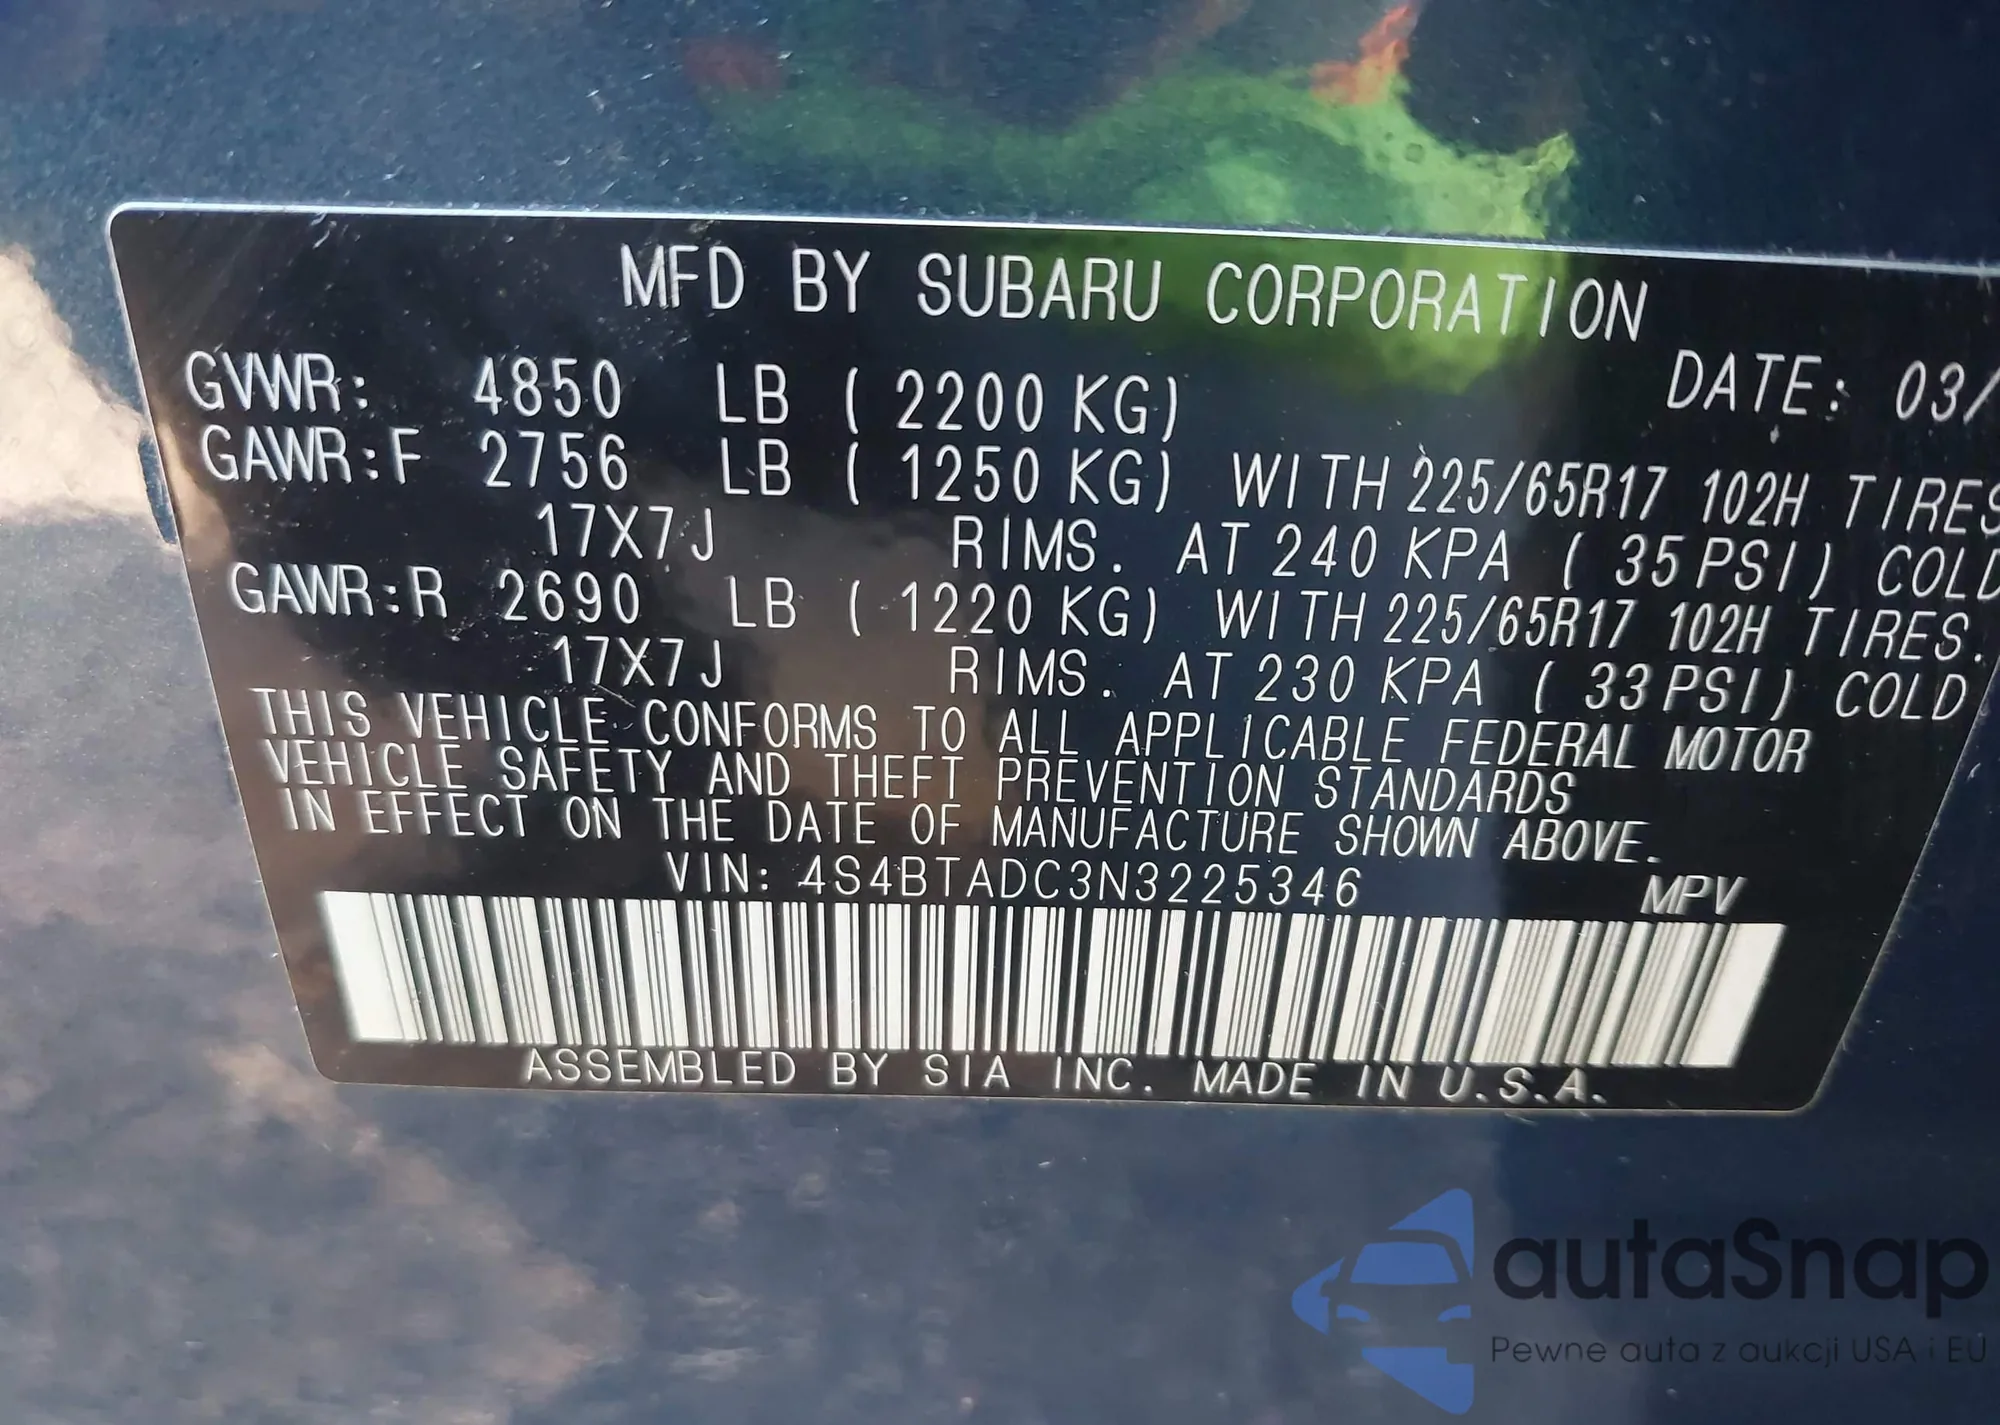 MFD BY SUBARU CORPORATION
GVWR: 4850 LB ( 2200 KG) DATE: 03/
GAWR:F 2756 LB ( 1250 KG) WITH 225/65R17 102H TIRES
17X7J RIMS. AT 240 KPA ( 35 PSI) COLD
GAWR:R 2690 LB ( 1220 KG) WITH 225/65R17 102H TIRES.
17X7J RIMS. AT 230 KPA ( 33 PSI) COLD
THIS VEHICLE CONFORMS TO ALL APPLICABLE FEDERAL MOTOR
VEHICLE SAFETY AND THEFT PREVENTION STANDARDS
IN EFFECT ON THE DATE OF MANUFACTURE SHOWN ABOVE.
VIN: 4S4BTADC3N3225346 MPV
ASSEMBLED BY SIA INC. MADE IN U.S.A.
autaSnap
Pewne auta z aukcji USA i EU